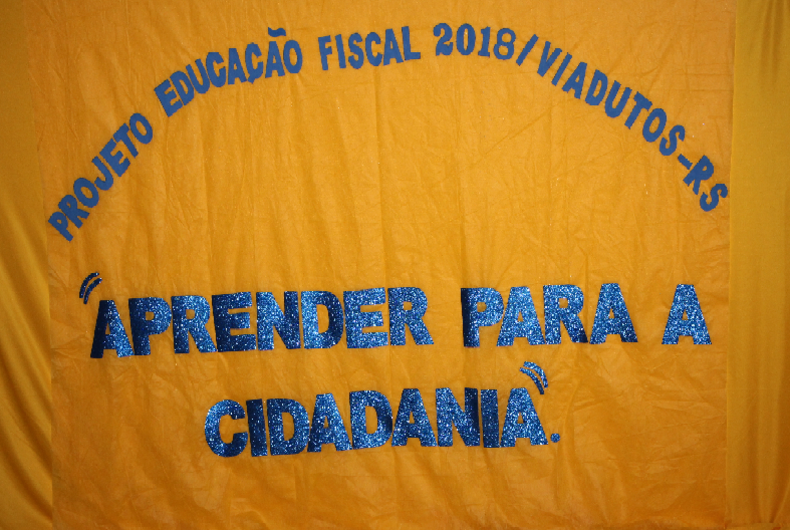 PROJETO EDUCAÇÃO FISCAL 2018/VIADUTOS-RS
"APRENDER PARA A
CIDADANIA".